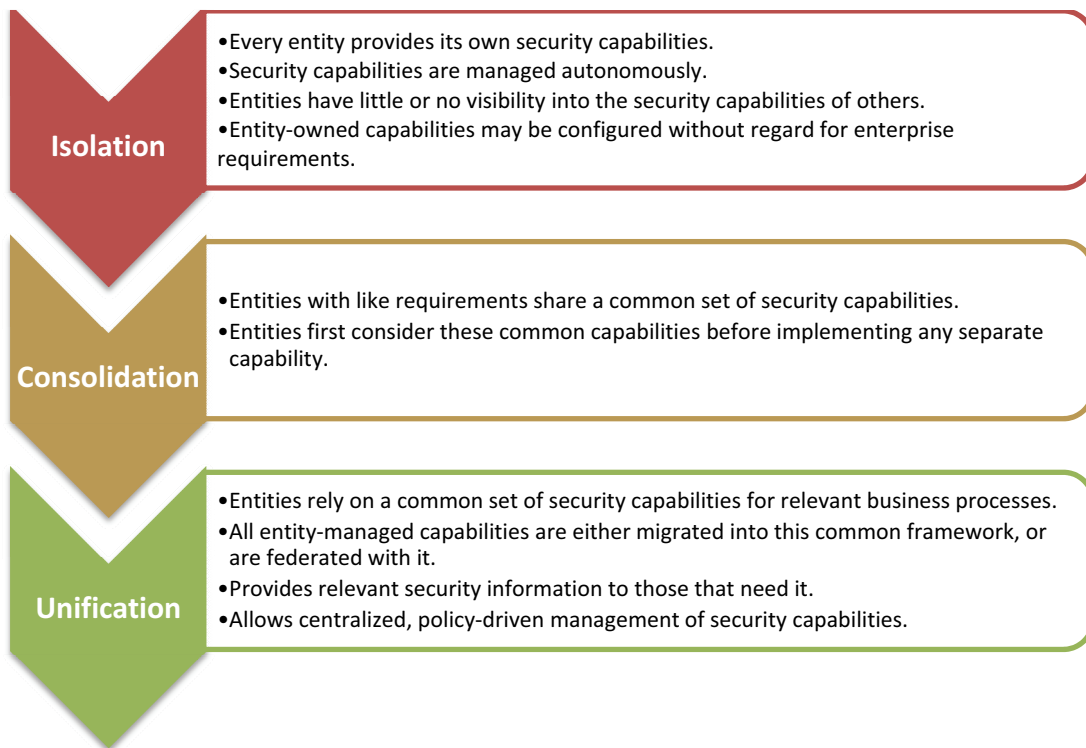 Isolation
•Every entity provides its own security capabilities.
•Security capabilities are managed autonomously.
•Entities have little or no visibility into the security capabilities of others.
•Entity-owned capabilities may be configured without regard for enterprise
requirements.
Consolidation
•Entities with like requirements share a common set of security capabilities.
•Entities first consider these common capabilities before implementing any separate
capability.
Unification
•Entities rely on a common set of security capabilities for relevant business processes.
•All entity-managed capabilities are either migrated into this common framework, or
are federated with it.
•Provides relevant security information to those that need it.
•Allows centralized, policy-driven management of security capabilities.